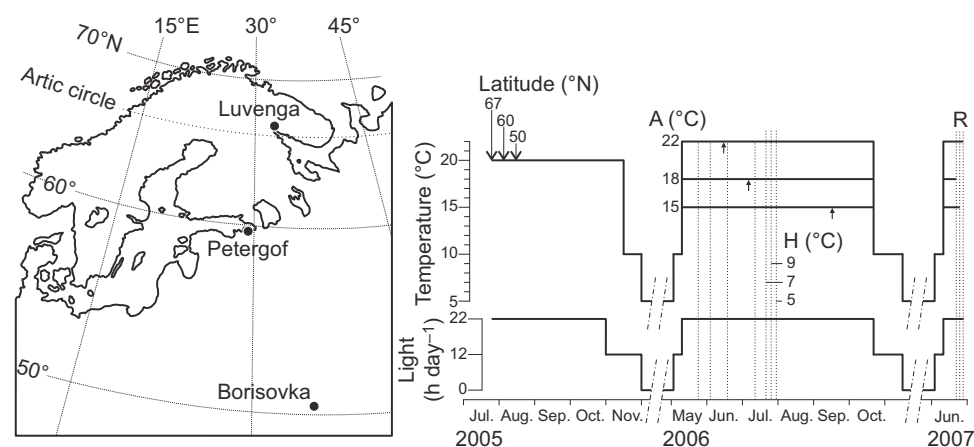 15°E 30° 45°
70°N
Artic circle
Luvenga
60°
Petergof
50°
Borisovka
Latitude (°N)
67
60
50
A (°C)
R
22
18
15
H (°C)
9
7
5
Temperature (°C)
20
15
10
5
Light
(h day–1)
22
12
0
Jul. Aug. Sep. Oct. Nov. May Jun. Jul. Aug. Sep. Oct. Jun.
2005 2006 2007